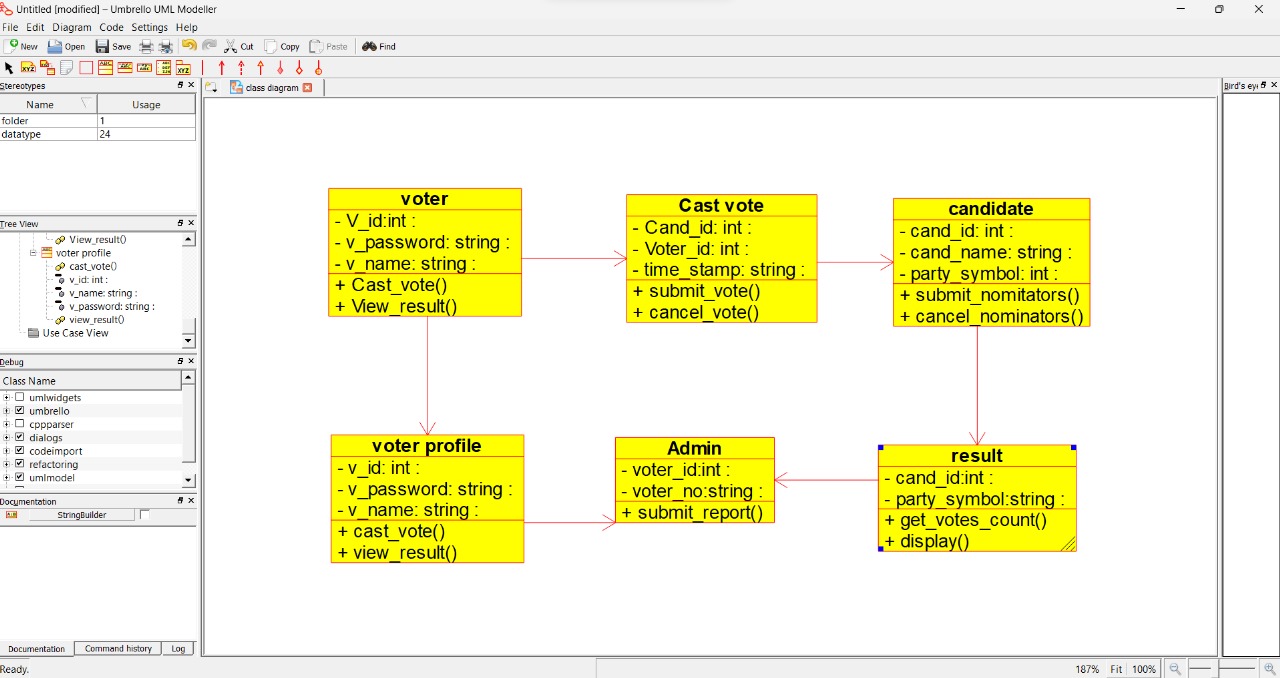 Untitled [modified] – Umbrello UML Modeller
File Edit Diagram Code Settings Help
New Open Save Cut Copy Paste Find
Stereotypes
Name Usage
folder 1
datatype 24
Tree View
View_result()
voter profile
cast_vote()
v_id: int :
v_name: string :
v_password: string :
view_result()
Use Case View
Debug
Class Name
umlwidgets
umbrello
cppparser
dialogs
codeimport
refactoring
umlmodel
Documentation
StringBuilder
Documentation Command history Log
class diagram
voter
- V_id:int :
- v_password: string :
- v_name: string :
+ Cast_vote()
+ View_result()
Cast vote
- Cand_id: int :
- Voter_id: int :
- time_stamp: string :
+ submit_vote()
+ cancel_vote()
candidate
- cand_id: int :
- cand_name: string :
- party_symbol: int :
+ submit_nomitators()
+ cancel_nominators()
voter profile
- v_id: int :
- v_password: string :
- v_name: string :
+ cast_vote()
+ view_result()
Admin
- voter_id:int :
- voter_no:string :
+ submit_report()
result
- cand_id:int :
- party_symbol:string :
+ get_votes_count()
+ display()
Bird's ey
Ready.
187% Fit 100%